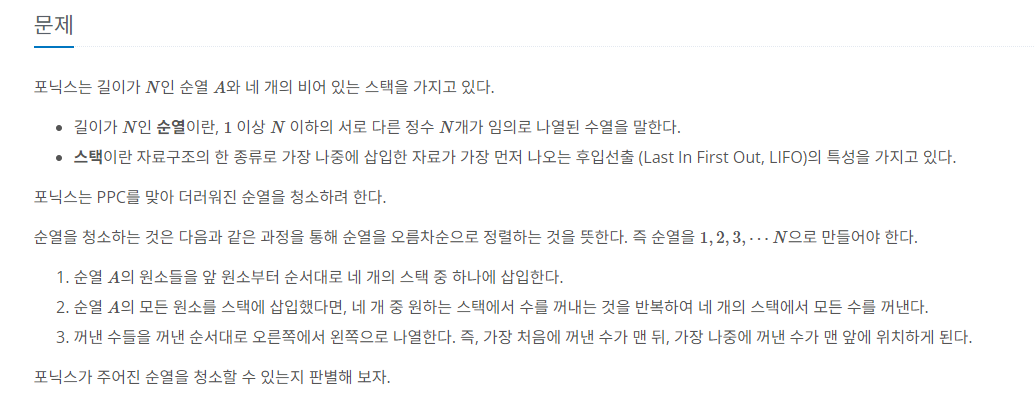 문제
포닉스는 길이가 N인 순열 A와 네 개의 비어 있는 스택을 가지고 있다.
• 길이가 N인 순열이란, 1 이상 N 이하의 서로 다른 정수 N개가 임의로 나열된 수열을 말한다.
• 스택이란 자료구조의 한 종류로 가장 나중에 삽입한 자료가 가장 먼저 나오는 후입선출 (Last In First Out, LIFO)의 특성을 가지고 있다.
포닉스는 PPC를 맞아 더러워진 순열을 청소하려 한다.
순열을 청소하는 것은 다음과 같은 과정을 통해 순열을 오름차순으로 정렬하는 것을 뜻한다. 즉 순열을 1, 2, 3, ⋯ N으로 만들어야 한다.
1. 순열 A의 원소들을 앞 원소부터 순서대로 네 개의 스택 중 하나에 삽입한다.
2. 순열 A의 모든 원소를 스택에 삽입했다면, 네 개 중 원하는 스택에서 수를 꺼내는 것을 반복하여 네 개의 스택에서 모든 수를 꺼낸다.
3. 꺼낸 수들을 꺼낸 순서대로 오른쪽에서 왼쪽으로 나열한다. 즉, 가장 처음에 꺼낸 수가 맨 뒤, 가장 나중에 꺼낸 수가 맨 앞에 위치하게 된다.
포닉스가 주어진 순열을 청소할 수 있는지 판별해 보자.